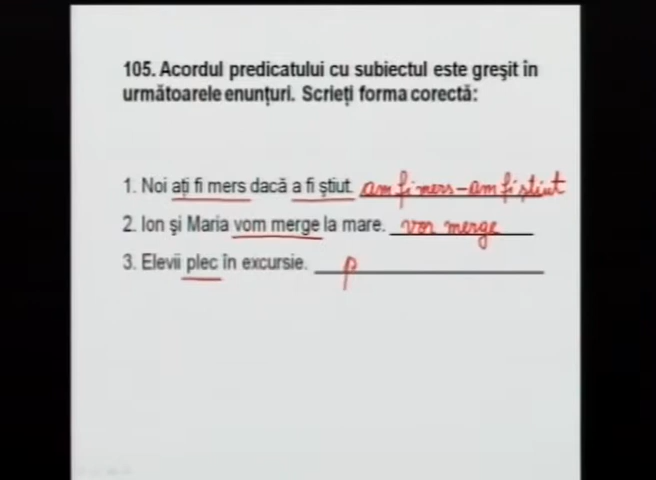 105. Acordul predicatului cu subiectul este greşit în
următoarele enunţuri. Scrieţi forma corectă:
1. Noi aţi fi mers dacă a fi ştiut. am fi mers - am fi ştiut
2. Ion şi Maria vom merge la mare. vor merge
3. Elevii plec în excursie. p